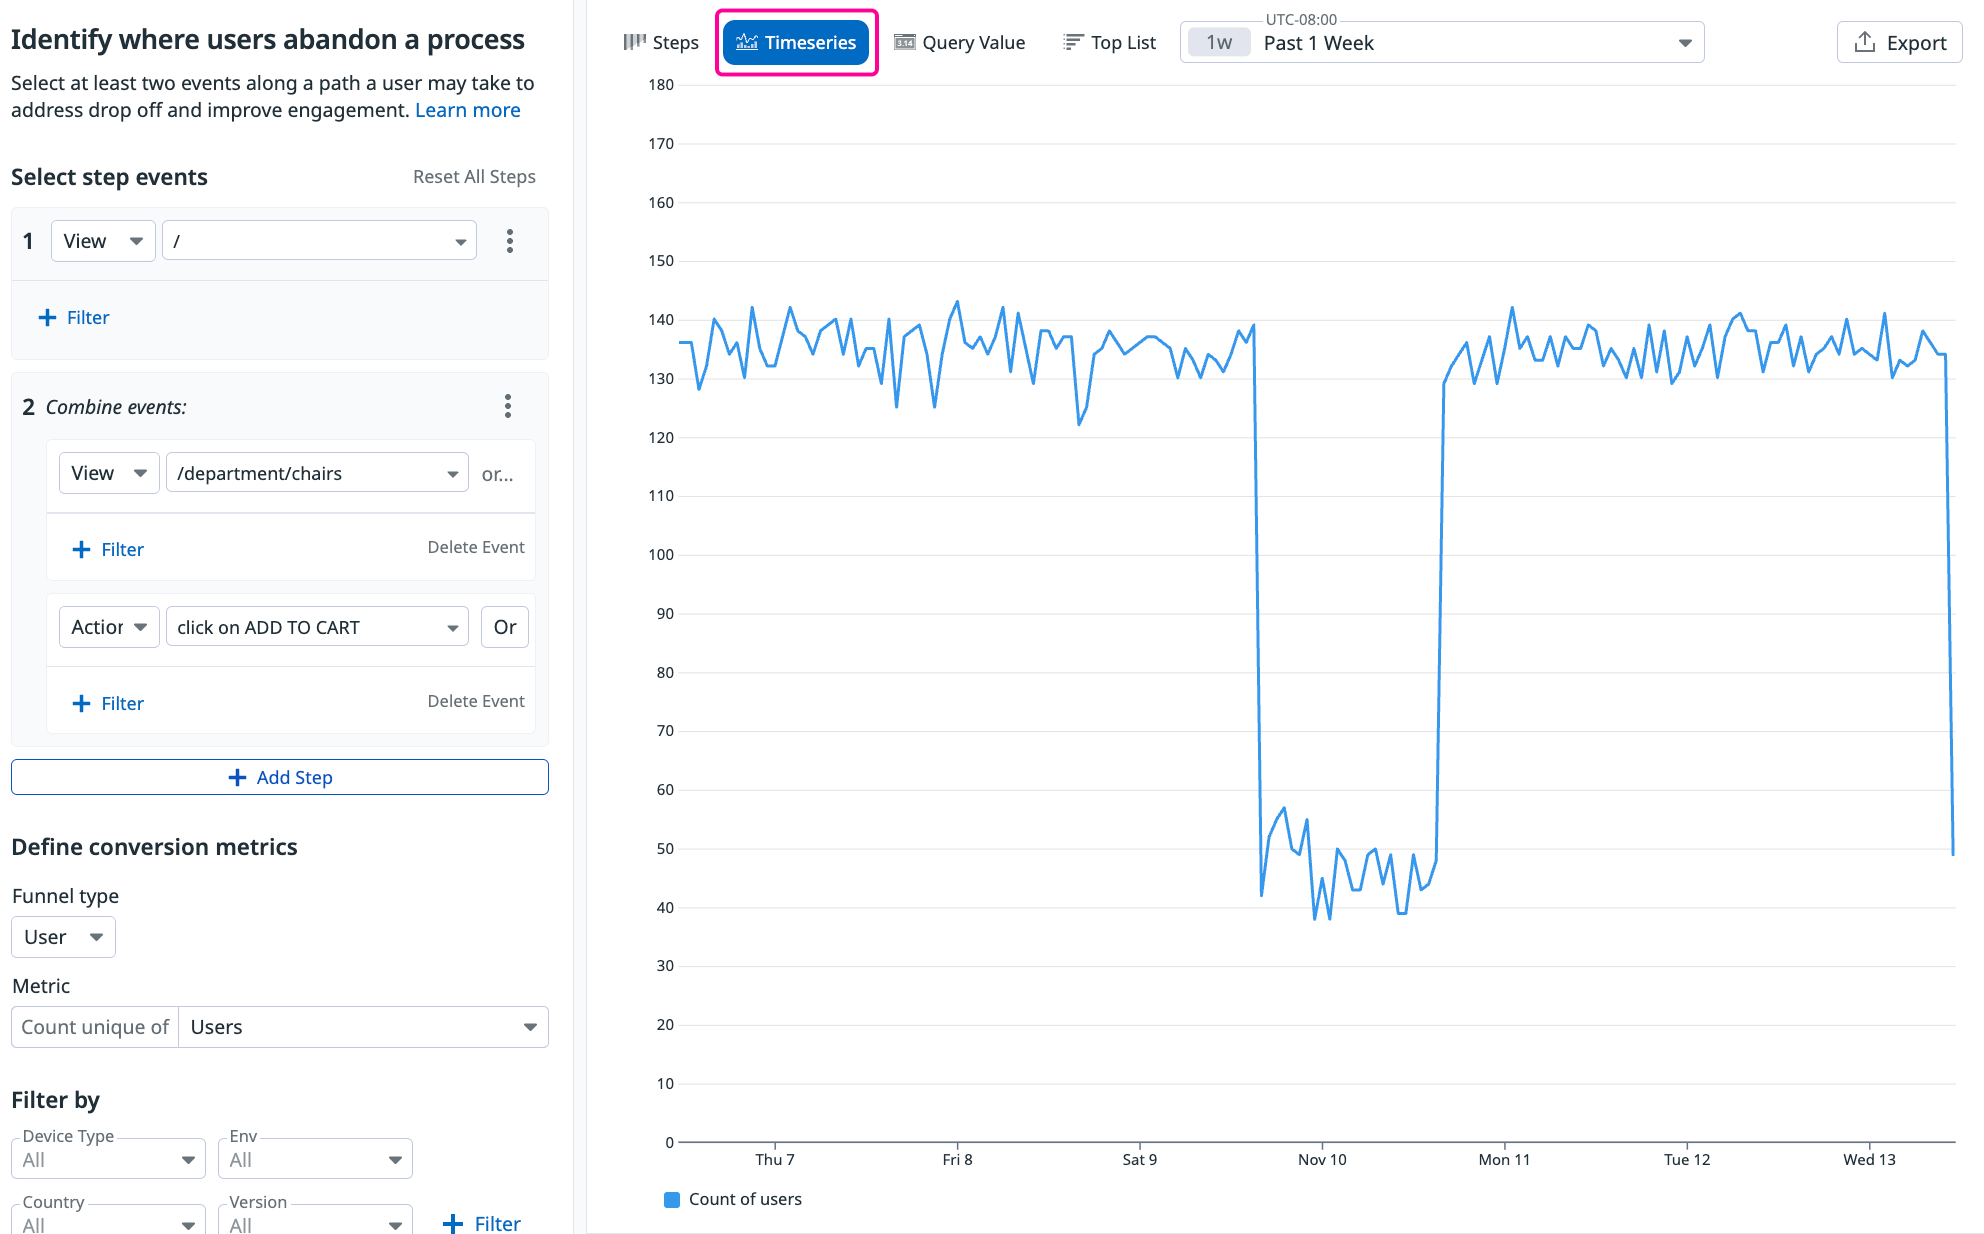 Identify where users abandon a process
Select at least two events along a path a user may take to
address drop off and improve engagement. Learn more
Select step events
Reset All Steps
1
View
/
Filter
2
Combine events:
View
/department/chairs
or...
Filter
Delete Event
Action
click on ADD TO CART
Or
Filter
Delete Event
Add Step
Define conversion metrics
Funnel type
User
Metric
Count unique of
Users
Filter by
Device Type
All
Env
All
Country
All
Version
All
Filter
Steps
Timeseries
3.14
Query Value
Top List
UTC-08:00
1w
Past 1 Week
Export
180
170
160
150
140
130
120
110
100
90
80
70
60
50
40
30
20
10
0
Thu 7
Fri 8
Sat 9
Nov 10
Mon 11
Tue 12
Wed 13
Count of users